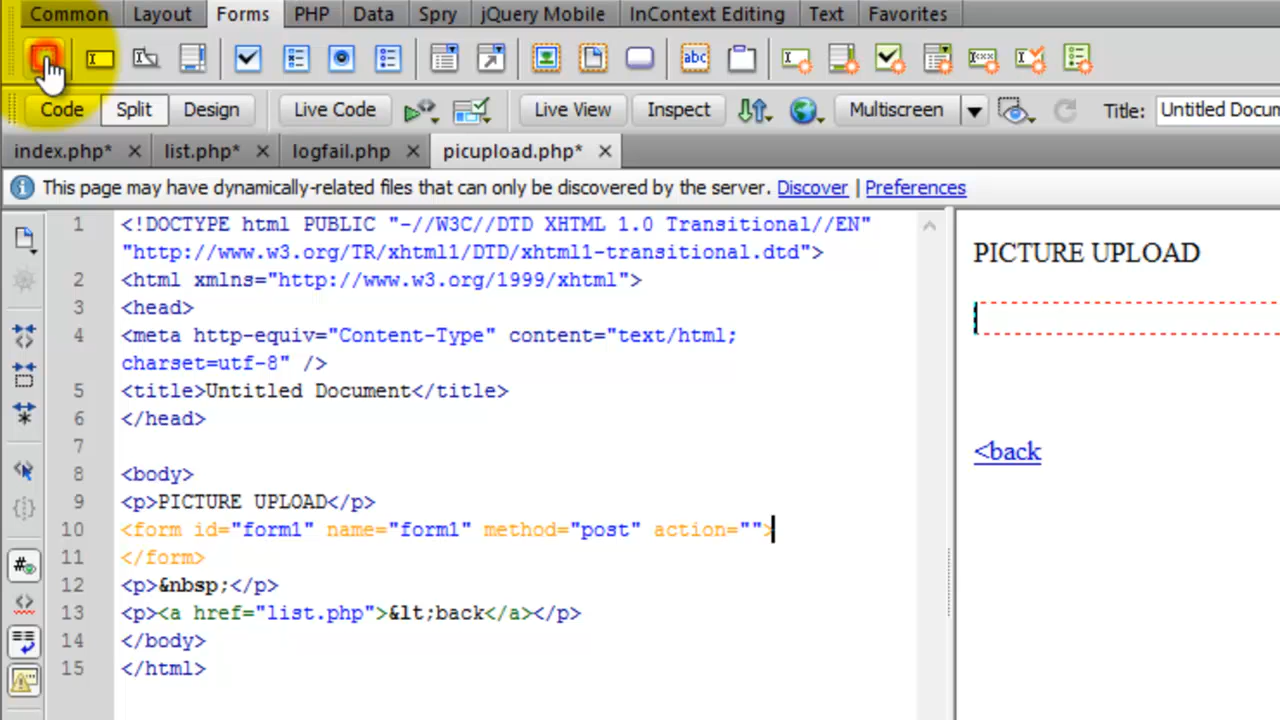 Common Layout Forms PHP Data Spry jQuery Mobile InContext Editing Text Favorites
abc
Code Split Design Live Code Live View Inspect Multiscreen Title: Untitled Docum
index.php* list.php* logfail.php picupload.php*
This page may have dynamically-related files that can only be discovered by the server. Discover | Preferences
1 <!DOCTYPE html PUBLIC "-//W3C//DTD XHTML 1.0 Transitional//EN"
"http://www.w3.org/TR/xhtml1/DTD/xhtml1-transitional.dtd">
2 <html xmlns="http://www.w3.org/1999/xhtml">
3 <head>
4 <meta http-equiv="Content-Type" content="text/html;
charset=utf-8" />
5 <title>Untitled Document</title>
6 </head>
7
8 <body>
9 <p>PICTURE UPLOAD</p>
10 <form id="form1" name="form1" method="post" action="">
11 </form>
12 <p>&nbsp;</p>
13 <p><a href="list.php">&lt;back</a></p>
14 </body>
15 </html>
PICTURE UPLOAD
<back